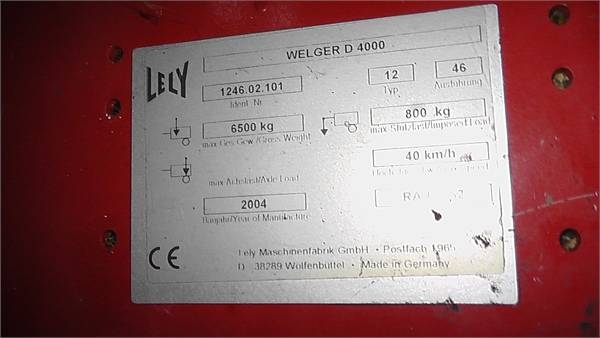 WELGER D 4000
LELY
1246.02.101 12 46
Ident. Nr. Typ Ausführung
6500 kg 800 kg
max Ges Gew/Gross Weight max Stützlast/Imposed Load
40 km/h
max Achslast/Axle Load
2004 RA
Baujahr/Year of Manufacture
CE
Lely Maschinenfabrik GmbH • Postfach 1965
D 38289 Wolfenbüttel • Made in Germany